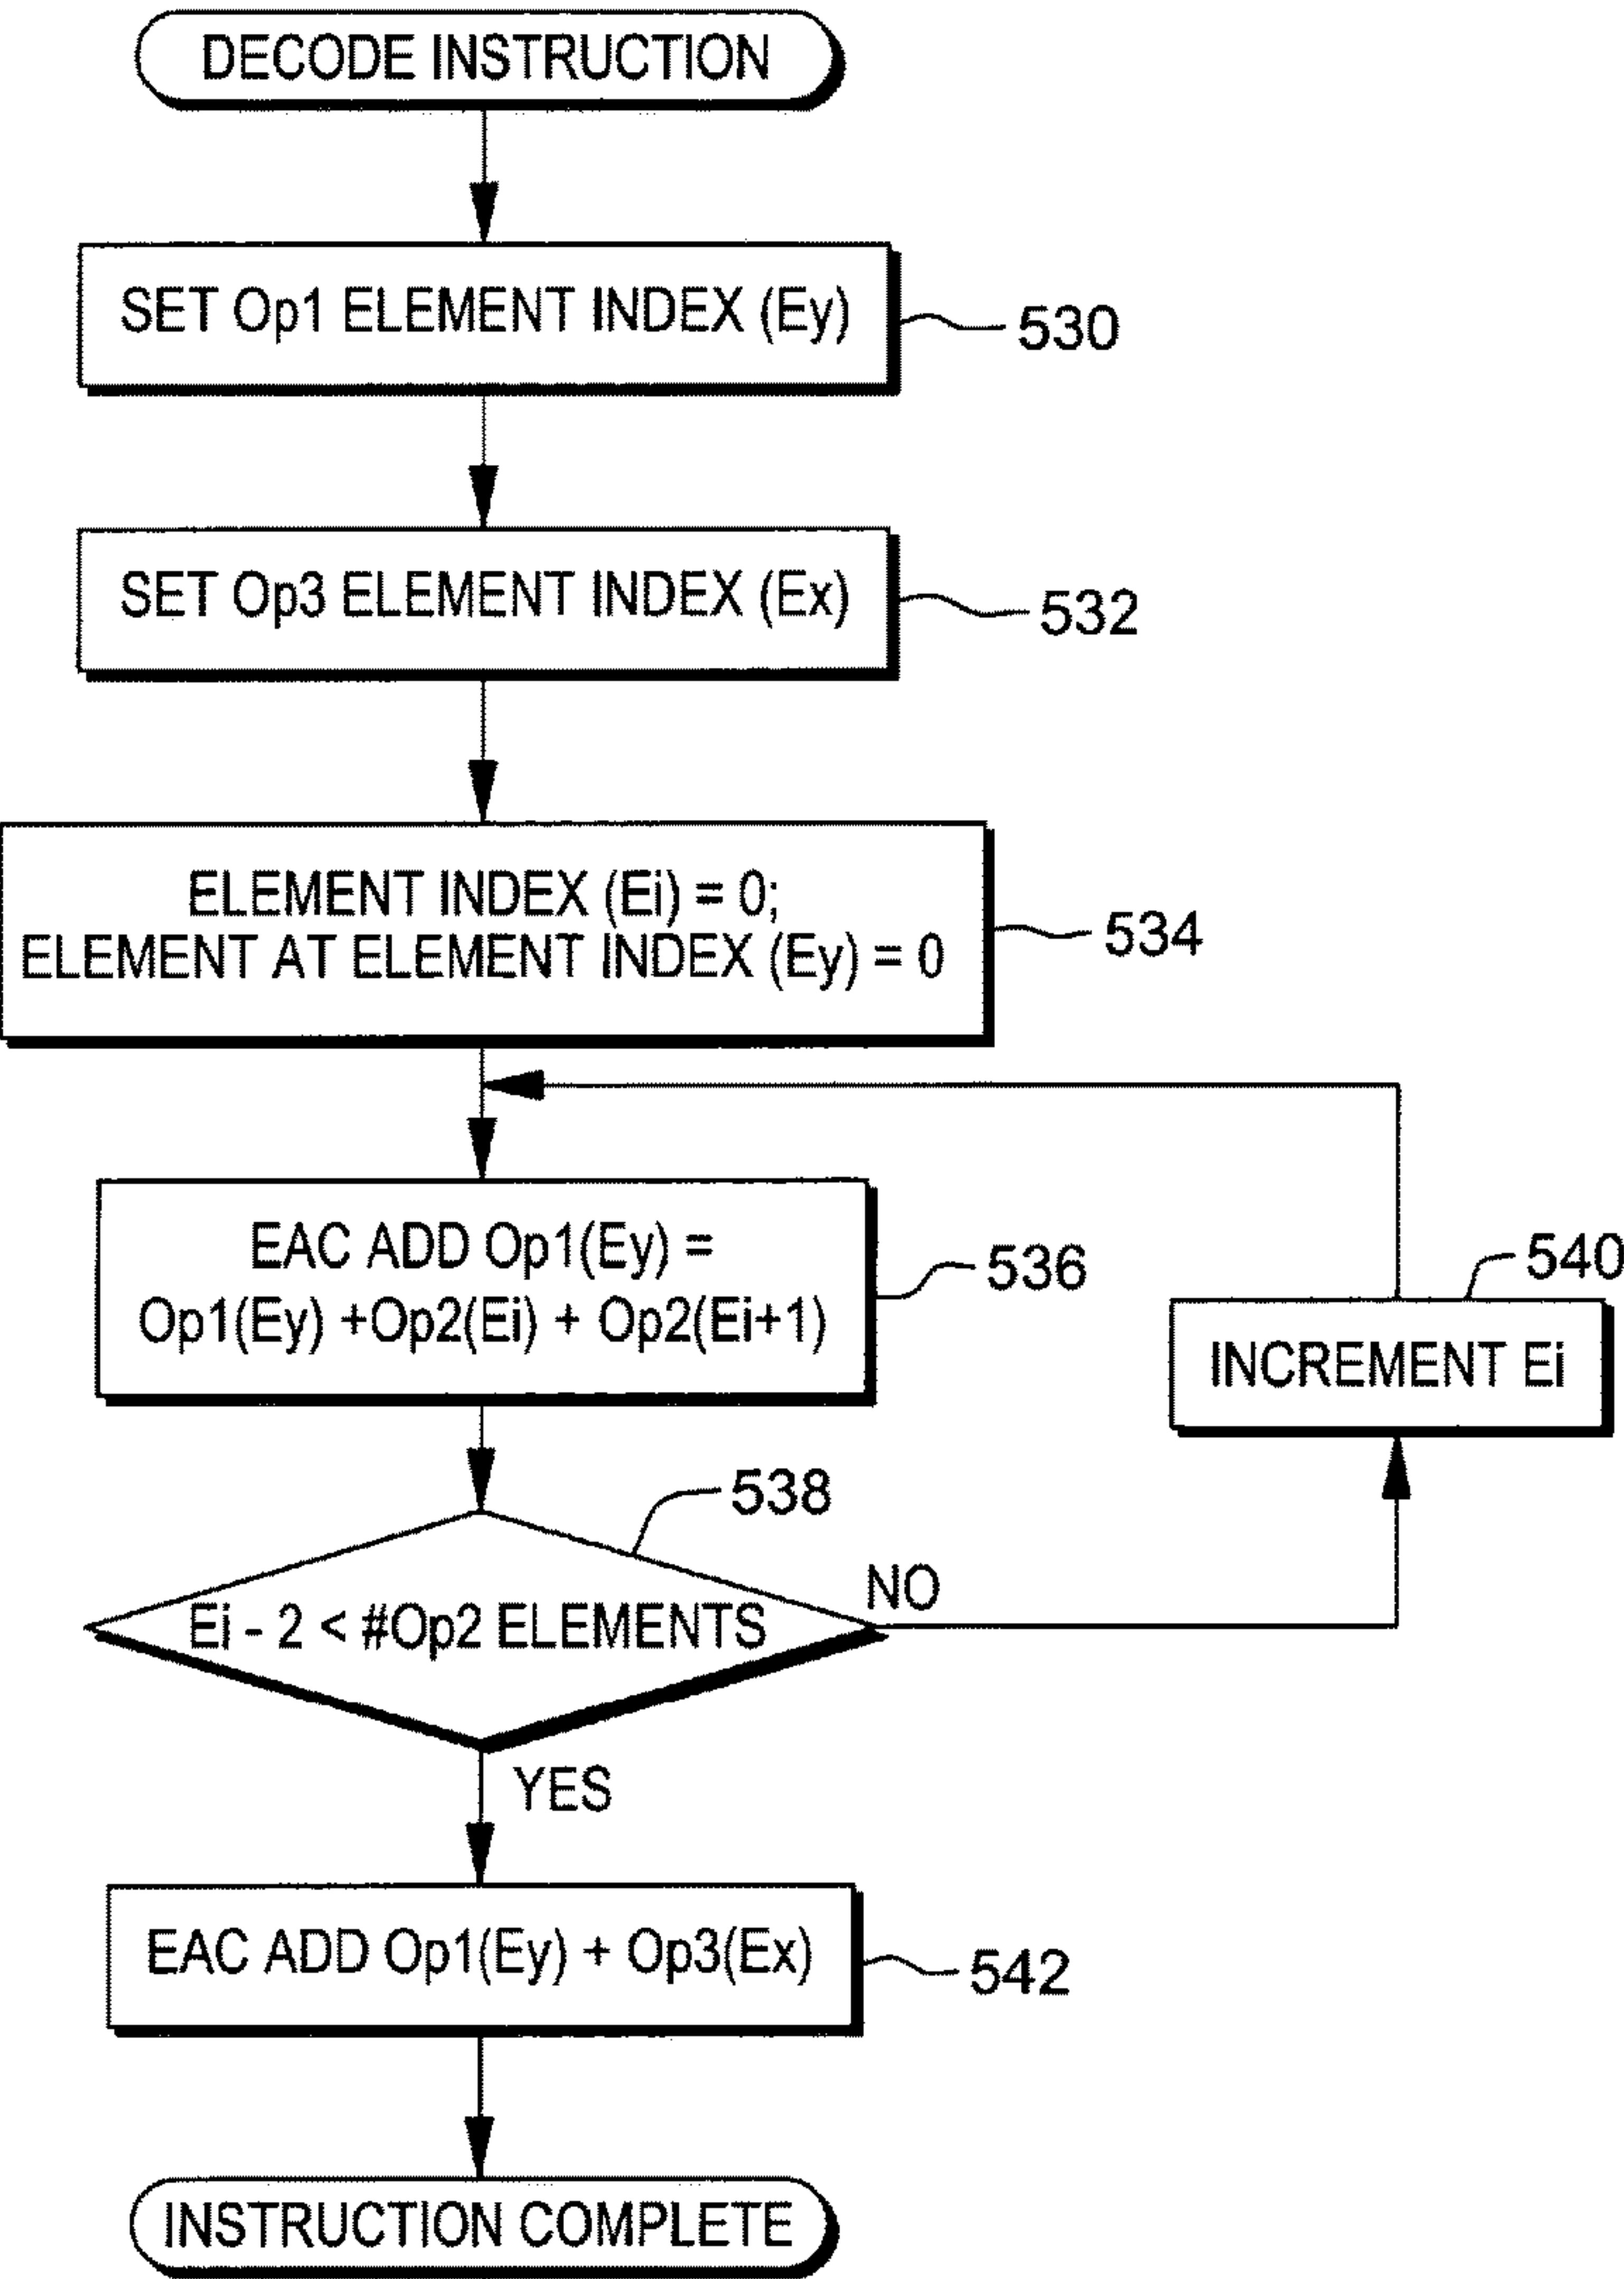 DECODE INSTRUCTION
SET Op1 ELEMENT INDEX (Ey)
530
SET Op3 ELEMENT INDEX (Ex)
532
ELEMENT INDEX (Ei) = 0;
ELEMENT AT ELEMENT INDEX (Ey) = 0
534
EAC ADD Op1(Ey) =
Op1(Ey) +Op2(Ei) + Op2(Ei+1)
536
540
INCREMENT Ei
538
Ei - 2 < #Op2 ELEMENTS
NO
YES
EAC ADD Op1(Ey) + Op3(Ex)
542
INSTRUCTION COMPLETE